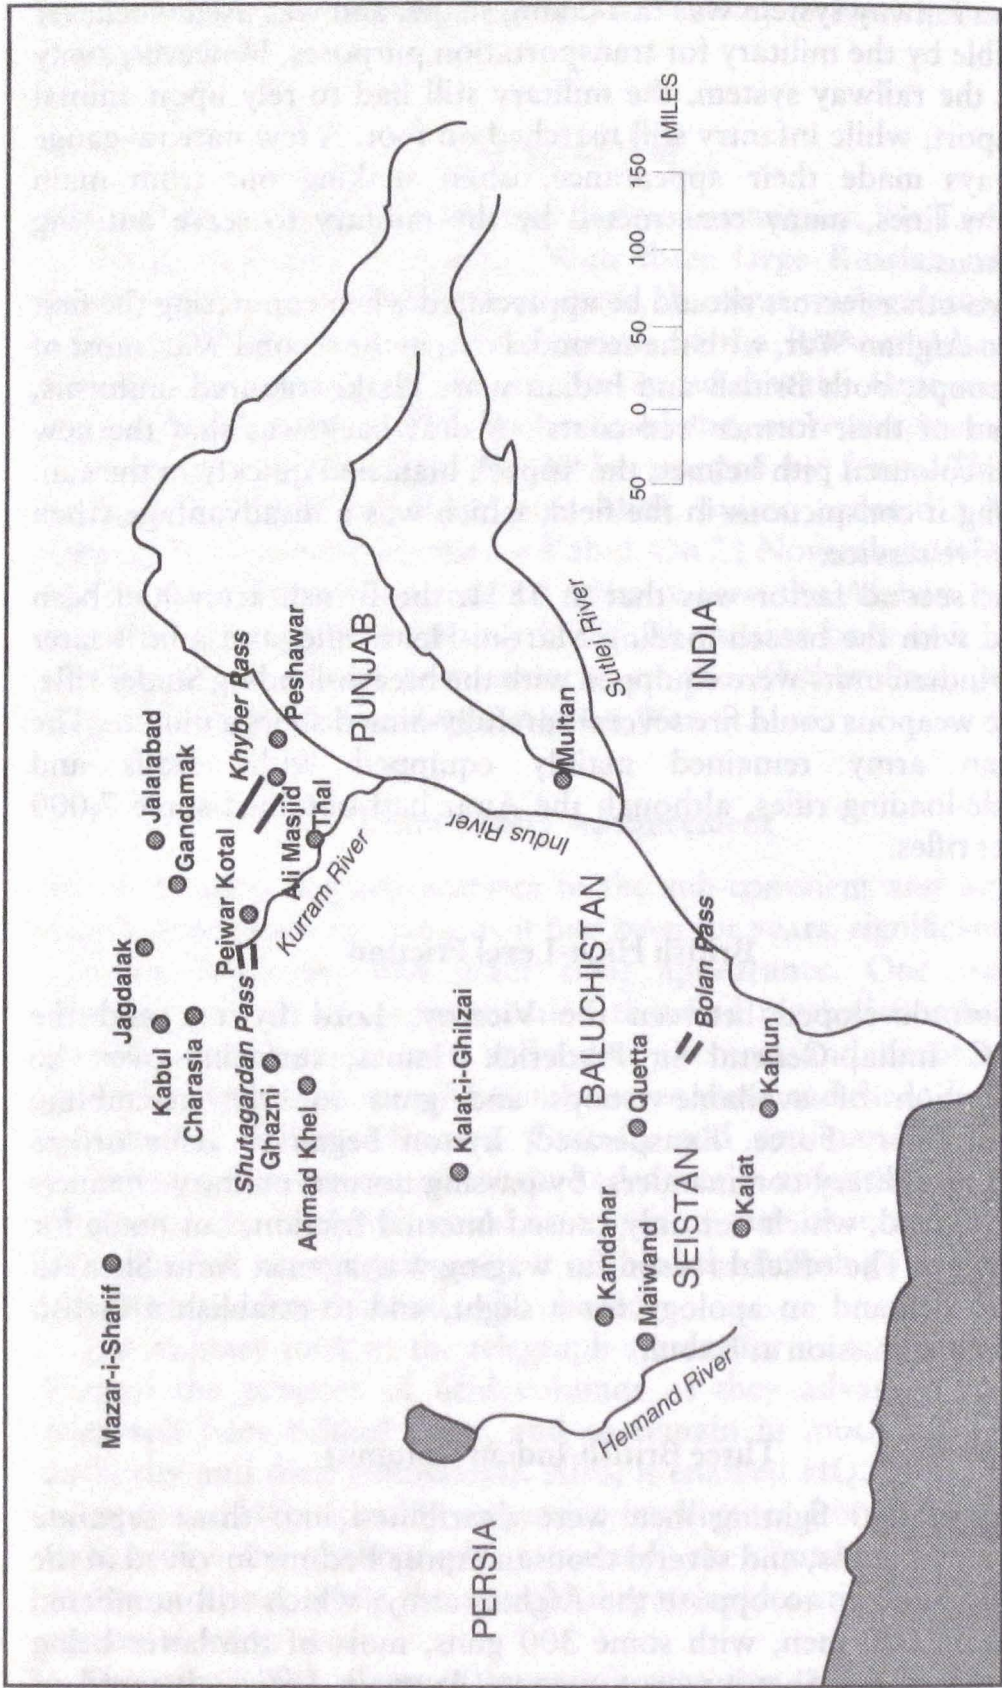 Mazar-i-Sharif
Jagdalak
Jalalabad
Kabul
Gandamak
Charasia
Khyber Pass
Peiwar Kotal
Shutagardan Pass
Ali Masjid
Peshawar
Ghazni
Thal
Ahmad Khel
Kurram River
PUNJAB
Kalat-i-Ghilzai
Indus River
Multan
Sutlej River
Kandahar
BALUCHISTAN
Maiwand
Quetta
SEISTAN
Bolan Pass
INDIA
Helmand River
Kalat
Kahun
PERSIA
50 0 50 100 150
MILES